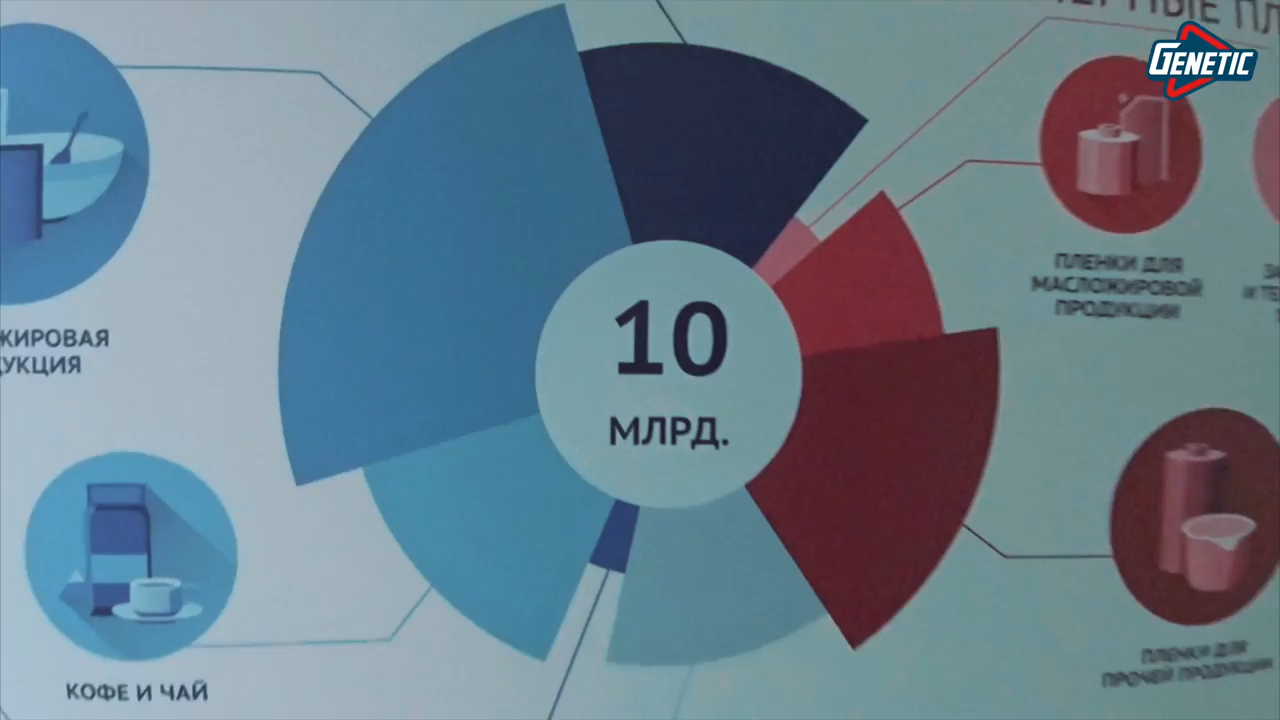 GENETIC
10
МЛРД.
ПЛЕНКИ ДЛЯ
МАСЛОЖИРОВОЙ
ПРОДУКЦИИ
ЖИРОВАЯ
УКЦИЯ
КОФЕ И ЧАЙ
ПЛЕНКИ ДЛЯ
ПРОЧЕЙ ПРОДУКЦИИ